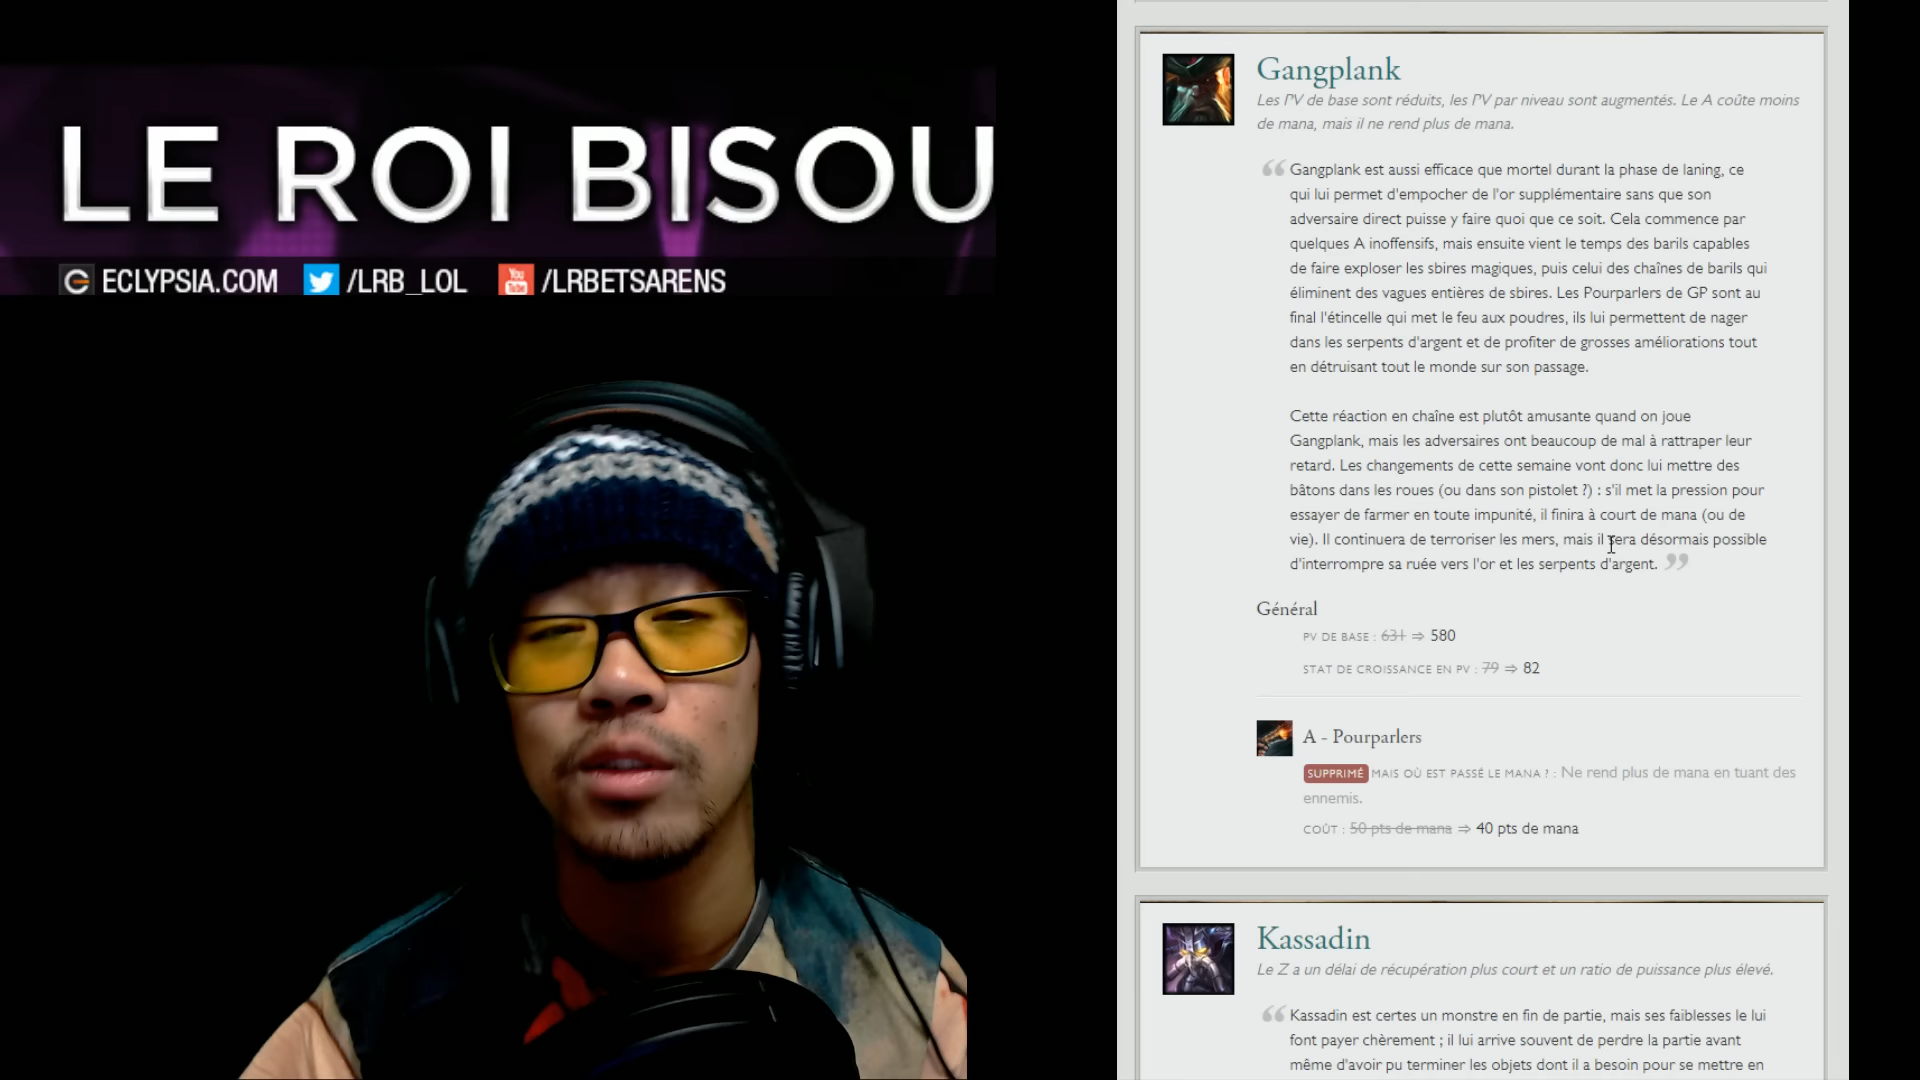 LE ROI BISOU
ECLYPSIA.COM /LRB_LOL You Tube /LRBETSARENS
Gangplank
Les PV de base sont réduits, les PV par niveau sont augmentés. Le A coûte moins
de mana, mais il ne rend plus de mana.
“ Gangplank est aussi efficace que mortel durant la phase de laning, ce
qui lui permet d'empocher de l'or supplémentaire sans que son
adversaire direct puisse y faire quoi que ce soit. Cela commence par
quelques A inoffensifs, mais ensuite vient le temps des barils capables
de faire exploser les sbires magiques, puis celui des chaînes de barils qui
éliminent des vagues entières de sbires. Les Pourparlers de GP sont au
final l'étincelle qui met le feu aux poudres, ils lui permettent de nager
dans les serpents d'argent et de profiter de grosses améliorations tout
en détruisant tout le monde sur son passage.
Cette réaction en chaîne est plutôt amusante quand on joue
Gangplank, mais les adversaires ont beaucoup de mal à rattraper leur
retard. Les changements de cette semaine vont donc lui mettre des
bâtons dans les roues (ou dans son pistolet ?) : s'il met la pression pour
essayer de farmer en toute impunité, il finira à court de mana (ou de
vie). Il continuera de terroriser les mers, mais il sera désormais possible
d'interrompre sa ruée vers l'or et les serpents d'argent. ”
Général
PV DE BASE : 631 ⇒ 580
STAT DE CROISSANCE EN PV : 79 ⇒ 82
A - Pourparlers
SUPPRIMÉ MAIS OÙ EST PASSÉ LE MANA ? : Ne rend plus de mana en tuant des
ennemis.
COÛT : 50 pts de mana ⇒ 40 pts de mana
Kassadin
Le Z a un délai de récupération plus court et un ratio de puissance plus élevé.
“ Kassadin est certes un monstre en fin de partie, mais ses faiblesses le lui
font payer chèrement ; il lui arrive souvent de perdre la partie avant
même d'avoir pu terminer les objets dont il a besoin pour se mettre en